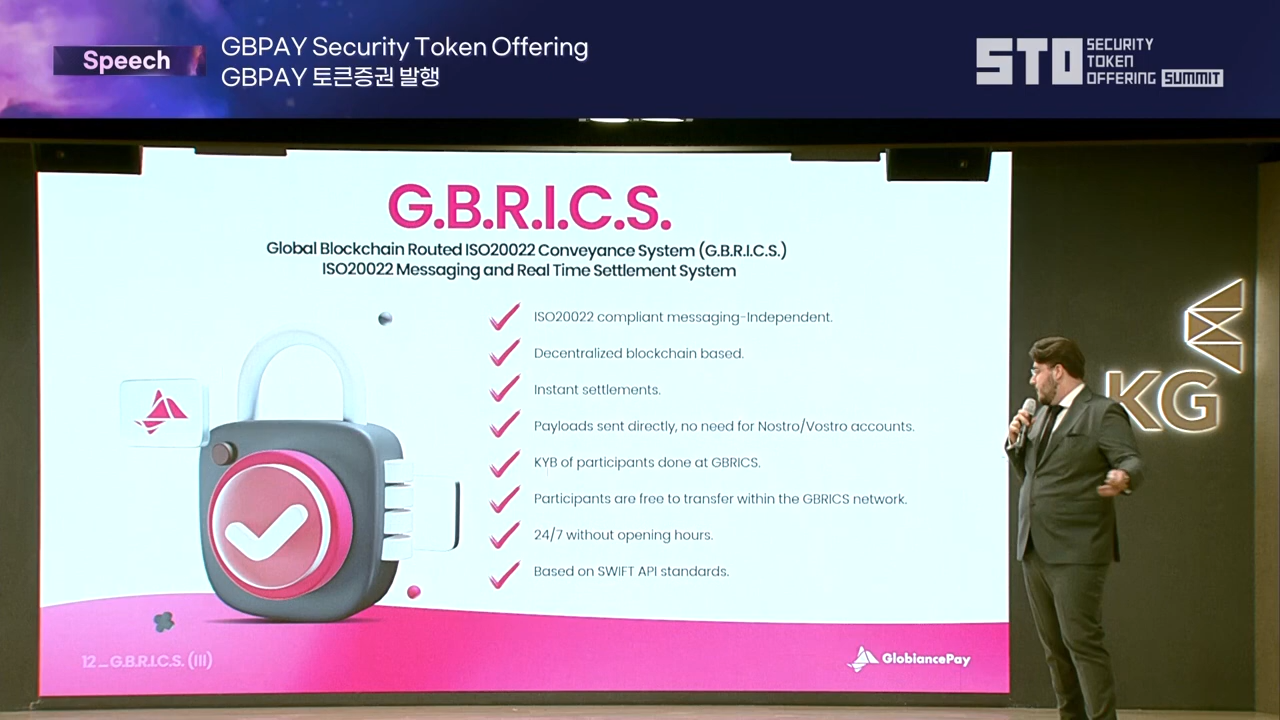 Speech
GBPAY Security Token Offering
GBPAY 토큰증권 발행
STO
SECURITY
TOKEN
OFFERING SUMMIT
G.B.R.I.C.S.
Global Blockchain Routed ISO20022 Conveyance System (G.B.R.I.C.S.)
ISO20022 Messaging and Real Time Settlement System
ISO20022 compliant messaging-Independent.
Decentralized blockchain based.
Instant settlements.
Payloads sent directly, no need for Nostro/Vostro accounts.
KYB of participants done at GBRICS.
Participants are free to transfer within the GBRICS network.
24/7 without opening hours.
Based on SWIFT API standards.
12_G.B.R.I.C.S. (III)
GlobiancePay
KG